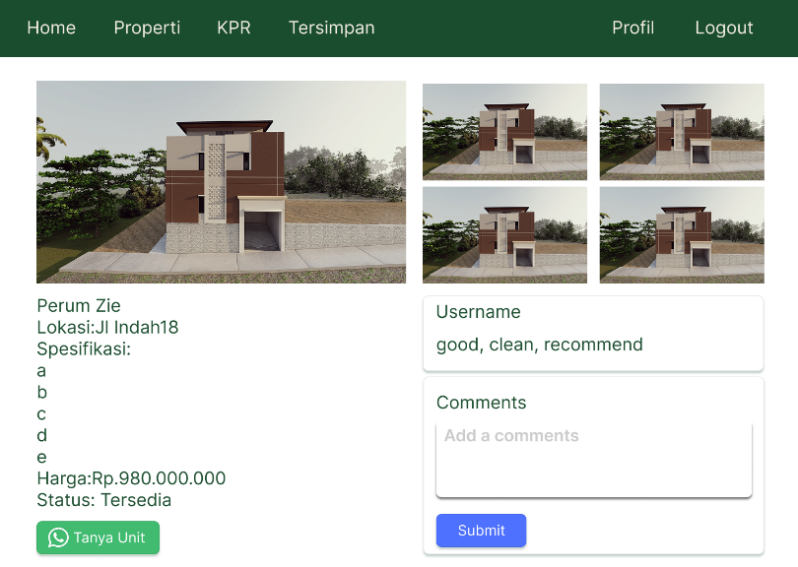 Home Properti KPR Tersimpan Profil Logout
Perum Zie
Lokasi:Jl Indah18
Spesifikasi:
a
b
c
d
e
Harga:Rp.980.000.000
Status: Tersedia
Tanya Unit
Username
good, clean, recommend
Comments
Add a comments
Submit